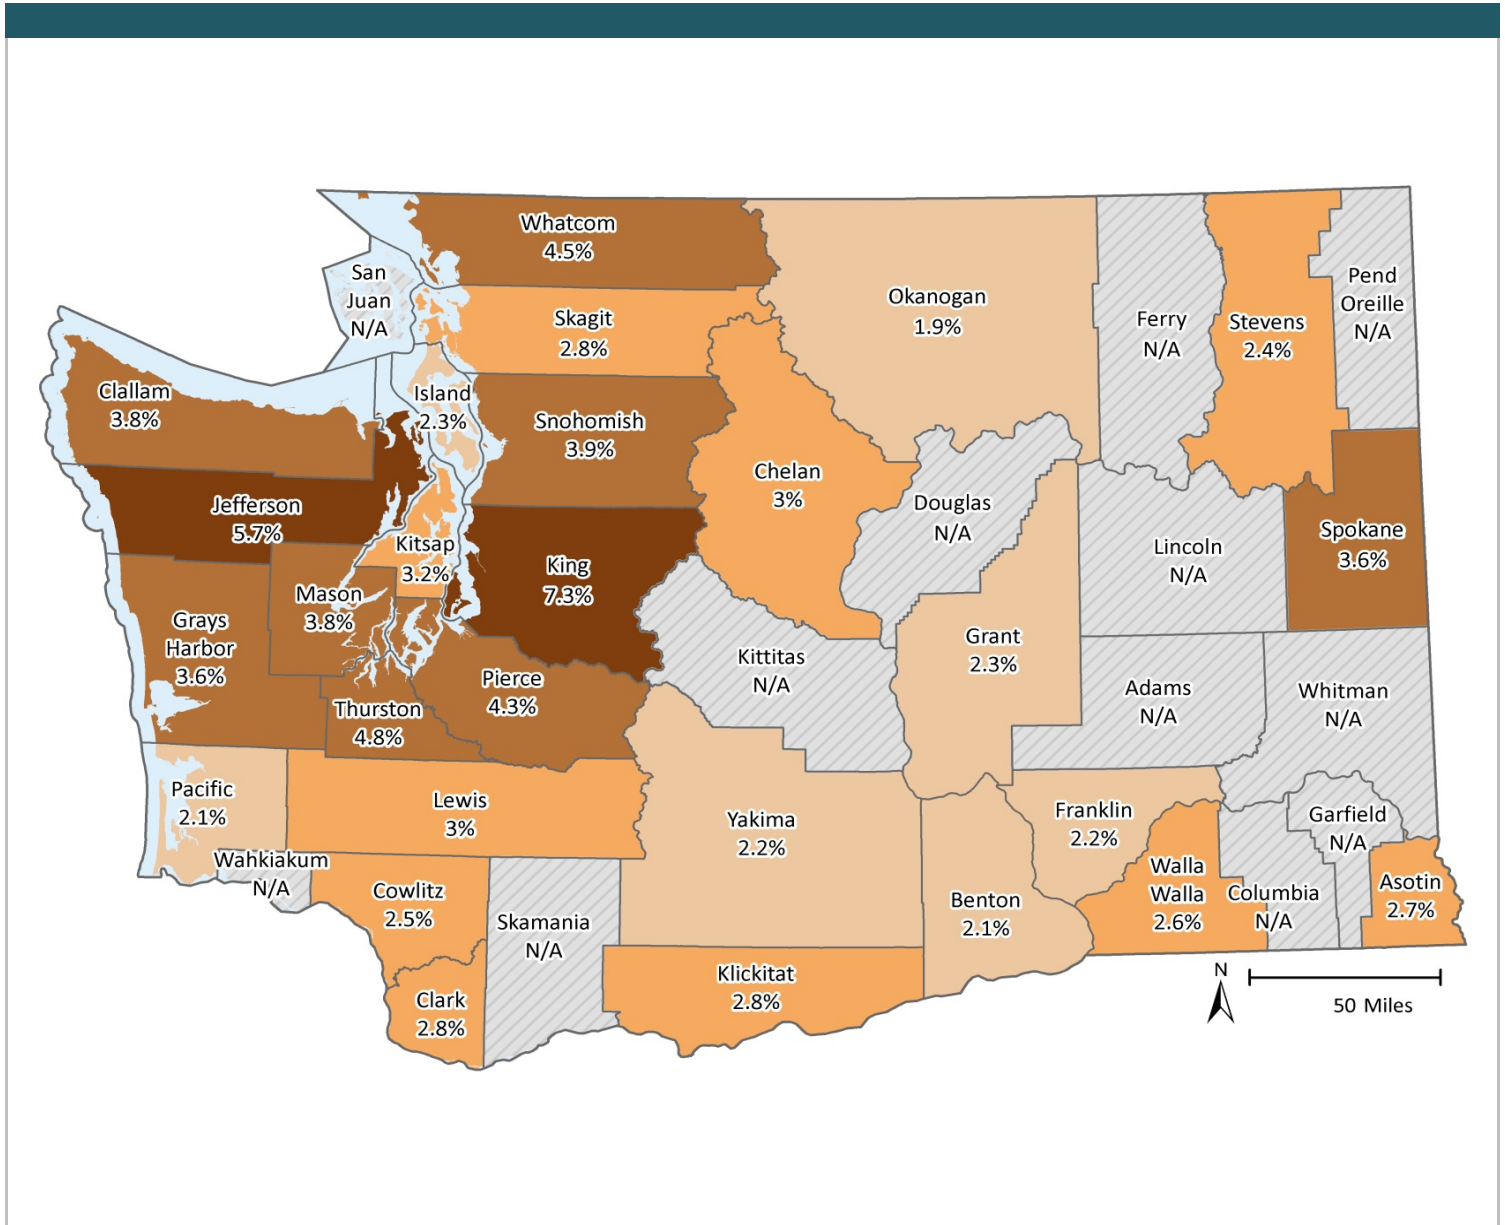 Whatcom
4.5%
San
Juan
N/A
Skagit
2.8%
Okanogan
1.9%
Ferry
N/A
Stevens
2.4%
Pend
Oreille
N/A
Clallam
3.8%
Island
2.3%
Snohomish
3.9%
Chelan
3%
Douglas
N/A
Jefferson
5.7%
Kitsap
3.2%
King
7.3%
Lincoln
N/A
Spokane
3.6%
Grays
Harbor
3.6%
Mason
3.8%
Kittitas
N/A
Grant
2.3%
Adams
N/A
Whitman
N/A
Thurston
4.8%
Pierce
4.3%
Pacific
2.1%
Lewis
3%
Yakima
2.2%
Franklin
2.2%
Garfield
N/A
Wahkiakum
N/A
Cowlitz
2.5%
Skamania
N/A
Benton
2.1%
Walla
Walla
2.6%
Columbia
N/A
Asotin
2.7%
Clark
2.8%
Klickitat
2.8%
N
50 Miles